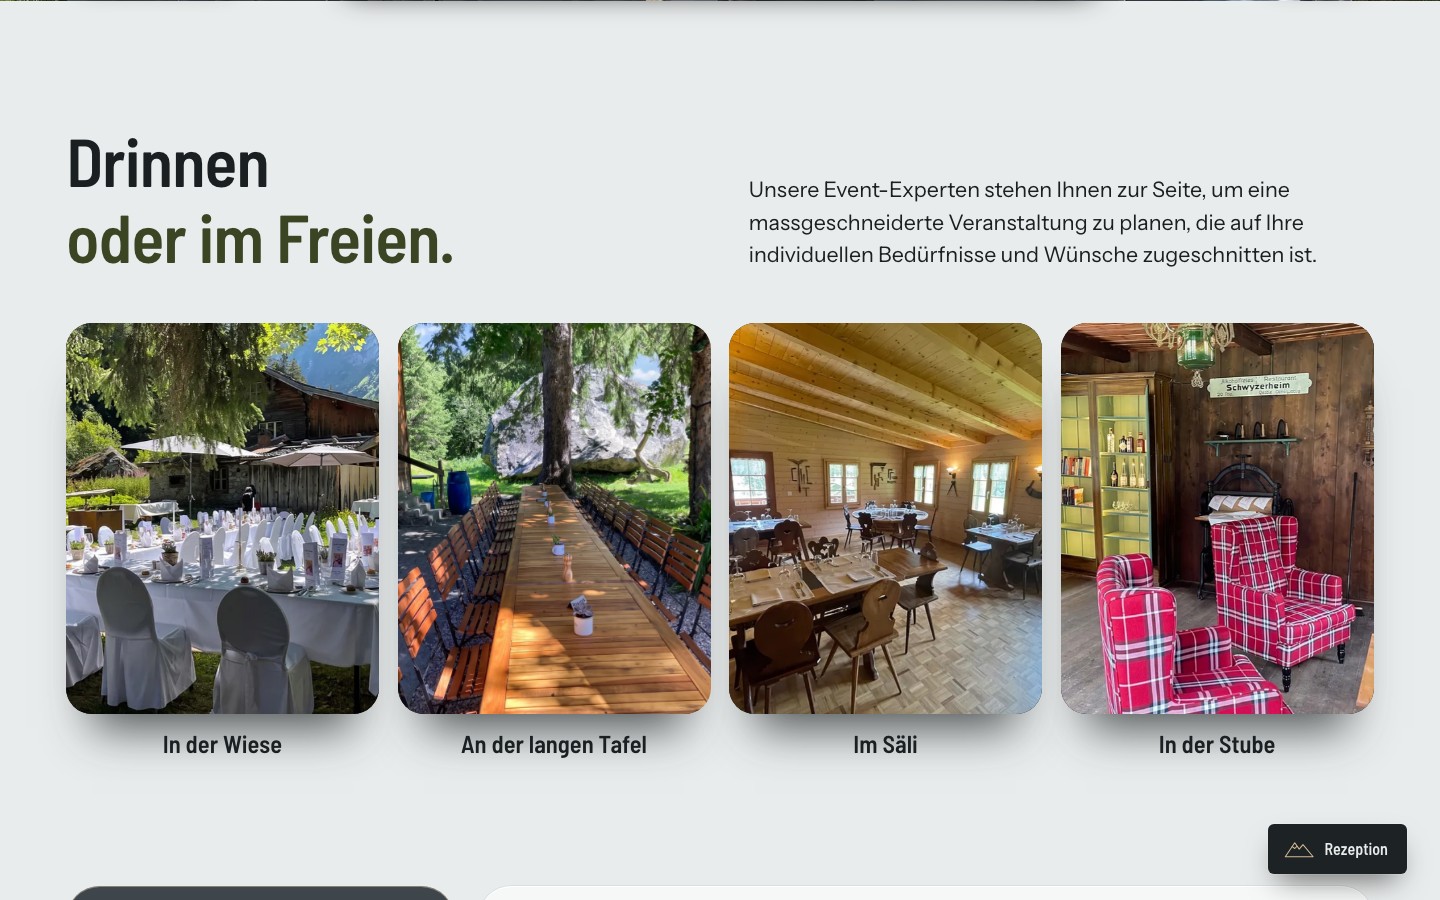 Drinnen
oder im Freien.
Unsere Event-Experten stehen Ihnen zur Seite, um eine
massgeschneiderte Veranstaltung zu planen, die auf Ihre
individuellen Bedürfnisse und Wünsche zugeschnitten ist.
Alkoholfreies Restaurant
Schwyzerheim
In der Wiese
An der langen Tafel
Im Säli
In der Stube
Rezeption